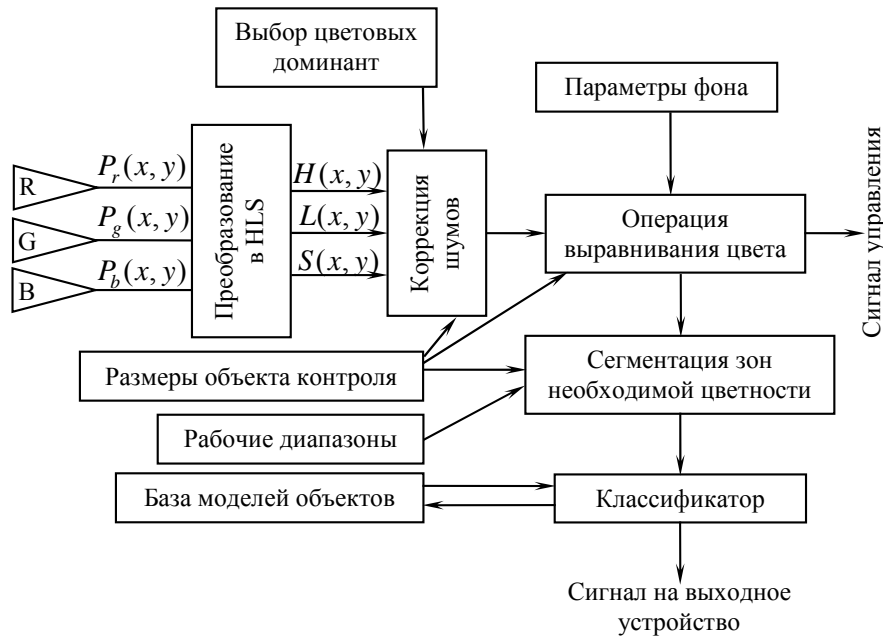 Выбор цветовых
доминант
Параметры фона
R
P_r(x, y)
G
P_g(x, y)
B
P_b(x, y)
Преобразование
в HLS
H(x, y)
L(x, y)
S(x, y)
Коррекция
шумов
Операция
выравнивания цвета
Сигнал управления
Размеры объекта контроля
Сегментация зон
необходимой цветности
Рабочие диапазоны
База моделей объектов
Классификатор
Сигнал на выходное
устройство